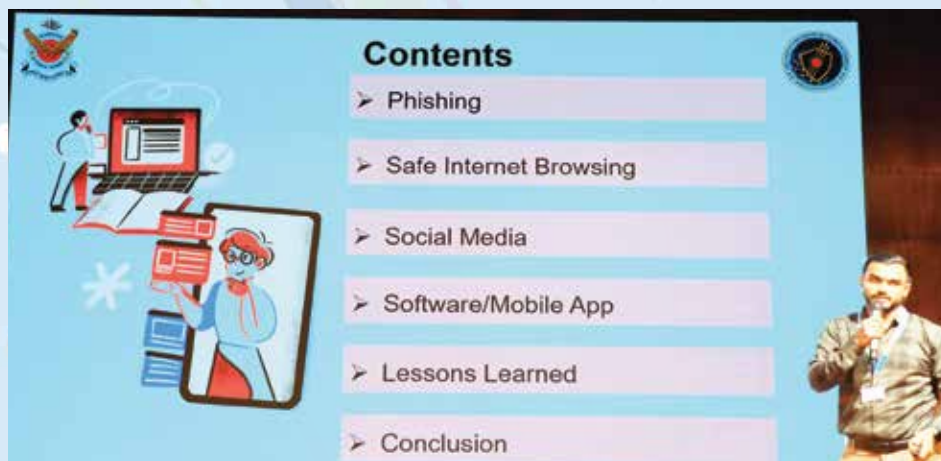 Contents
➢ Phishing
➢ Safe Internet Browsing
➢ Social Media
➢ Software/Mobile App
➢ Lessons Learned
➢ Conclusion